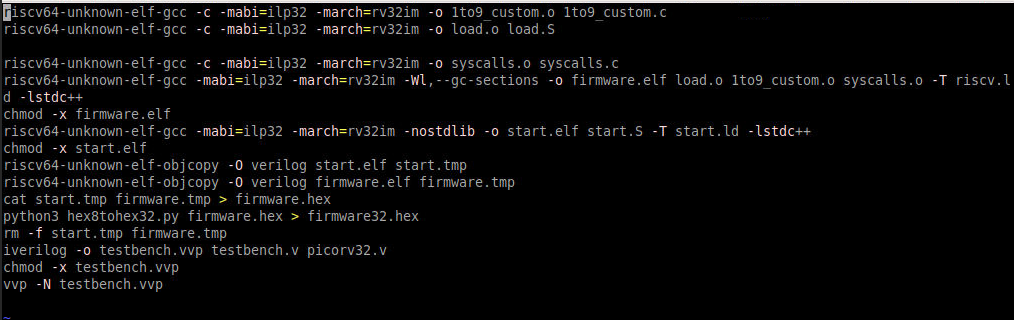 riscv64-unknown-elf-gcc -c -mabi=ilp32 -march=rv32im -o 1to9_custom.o 1to9_custom.c
riscv64-unknown-elf-gcc -c -mabi=ilp32 -march=rv32im -o load.o load.S
riscv64-unknown-elf-gcc -c -mabi=ilp32 -march=rv32im -o syscalls.o syscalls.c
riscv64-unknown-elf-gcc -mabi=ilp32 -march=rv32im -Wl,--gc-sections -o firmware.elf load.o 1to9_custom.o syscalls.o -T riscv.l
d -lstdc++
chmod -x firmware.elf
riscv64-unknown-elf-gcc -mabi=ilp32 -march=rv32im -nostdlib -o start.elf start.S -T start.ld -lstdc++
chmod -x start.elf
riscv64-unknown-elf-objcopy -O verilog start.elf start.tmp
riscv64-unknown-elf-objcopy -O verilog firmware.elf firmware.tmp
cat start.tmp firmware.tmp > firmware.hex
python3 hex8tohex32.py firmware.hex > firmware32.hex
rm -f start.tmp firmware.tmp
iverilog -o testbench.vvp testbench.v picorv32.v
chmod -x testbench.vvp
vvp -N testbench.vvp
~